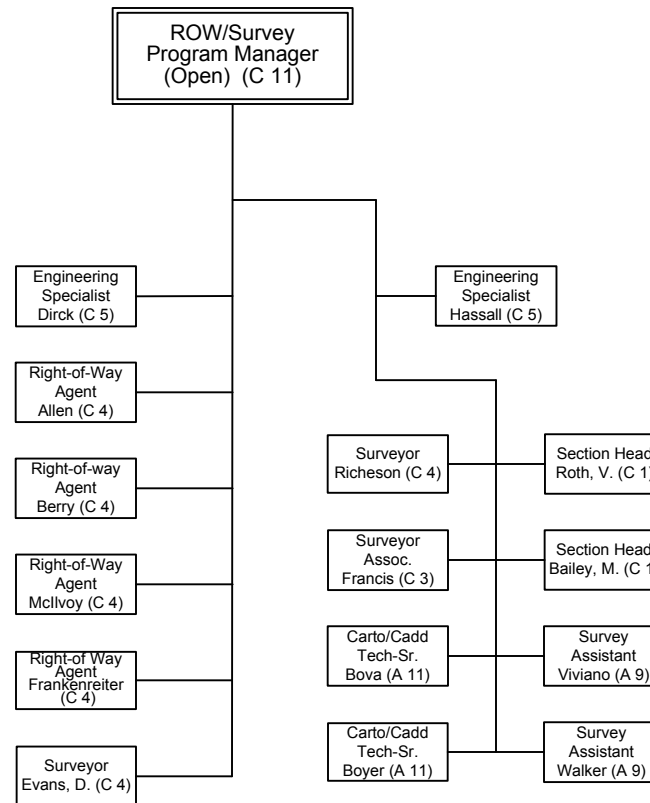 ROW/Survey
Program Manager
(Open) (C 11)
Engineering
Specialist
Dirck (C 5)
Engineering
Specialist
Hassall (C 5)
Right-of-Way
Agent
Allen (C 4)
Right-of-way
Agent
Berry (C 4)
Right-of-Way
Agent
McIlvoy (C 4)
Right-of Way
Agent
Frankenreiter
(C 4)
Surveyor
Evans, D. (C 4)
Surveyor
Richeson (C 4)
Section Head
Roth, V. (C 1)
Surveyor
Assoc.
Francis (C 3)
Section Head
Bailey, M. (C 1
Carto/Cadd
Tech-Sr.
Bova (A 11)
Survey
Assistant
Viviano (A 9)
Carto/Cadd
Tech-Sr.
Boyer (A 11)
Survey
Assistant
Walker (A 9)